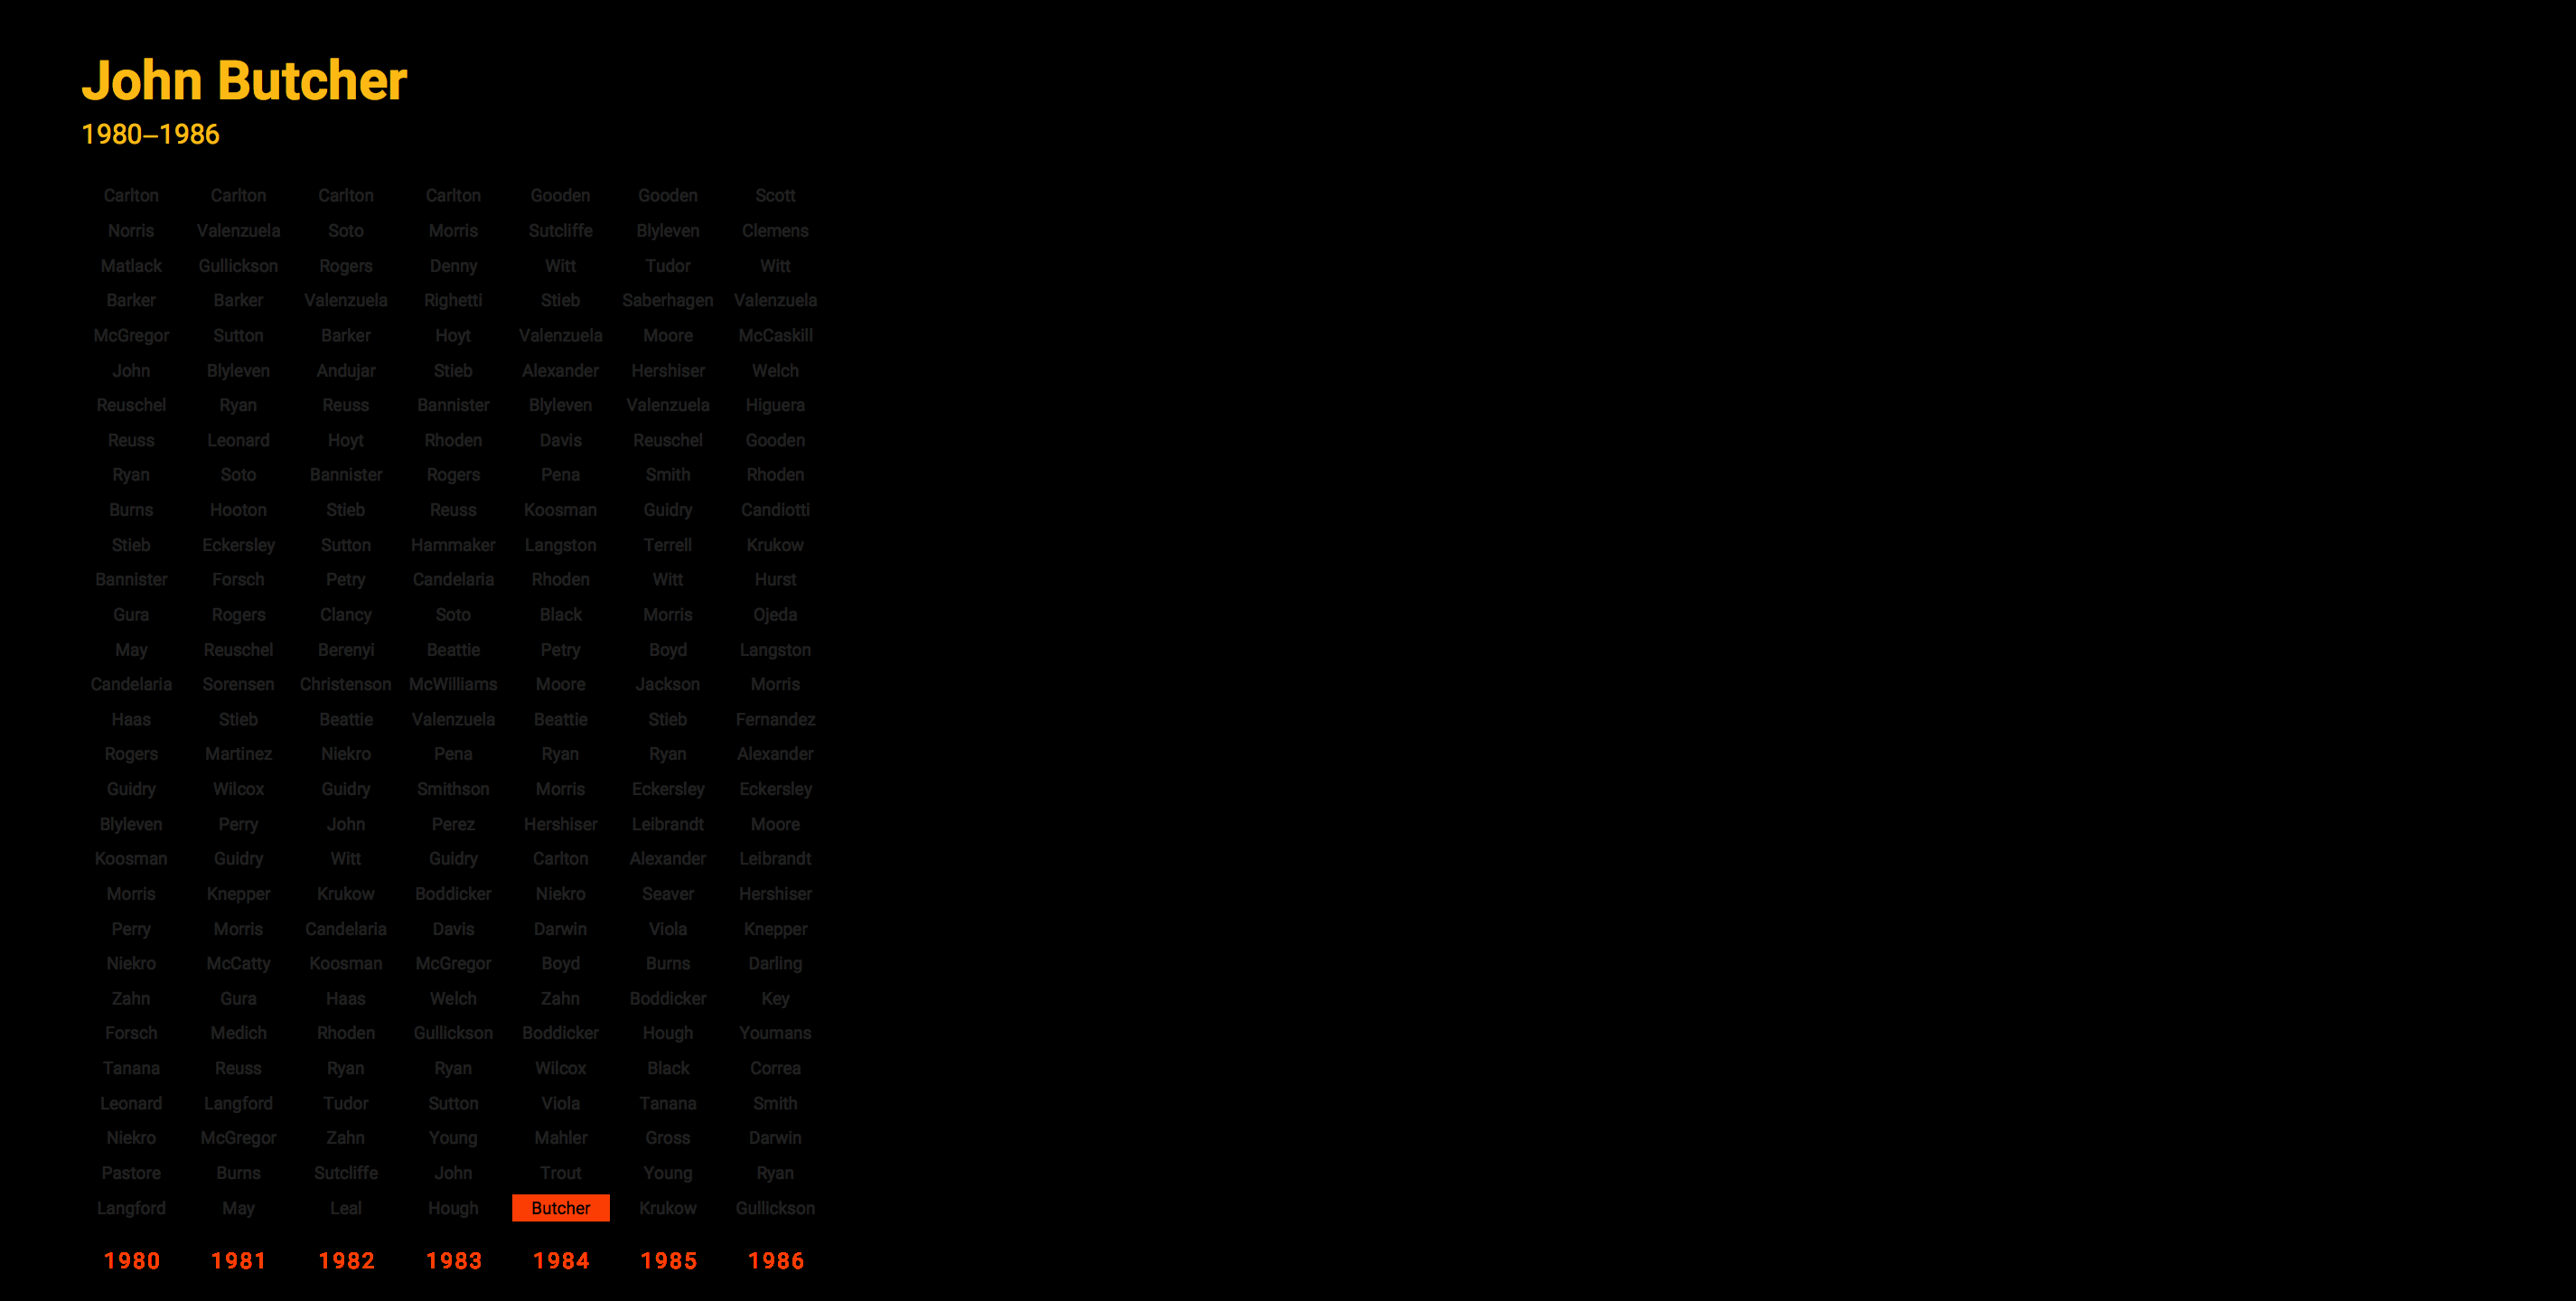 John Butcher
1980–1986
Carlton Carlton Carlton Carlton Gooden Gooden Scott
Norris Valenzuela Soto Morris Sutcliffe Blyleven Clemens
Matlack Gullickson Rogers Denny Witt Tudor Witt
Barker Barker Valenzuela Righetti Stieb Saberhagen Valenzuela
McGregor Sutton Barker Hoyt Valenzuela Moore McCaskill
John Blyleven Andujar Stieb Alexander Hershiser Welch
Reuschel Ryan Reuss Bannister Blyleven Valenzuela Higuera
Reuss Leonard Hoyt Rhoden Davis Reuschel Gooden
Ryan Soto Bannister Rogers Pena Smith Rhoden
Burns Hooton Stieb Reuss Koosman Guidry Candiotti
Stieb Eckersley Sutton Hammaker Langston Terrell Krukow
Bannister Forsch Petry Candelaria Rhoden Witt Hurst
Gura Rogers Clancy Soto Black Morris Ojeda
May Reuschel Berenyi Beattie Petry Boyd Langston
Candelaria Sorensen Christenson McWilliams Moore Jackson Morris
Haas Stieb Beattie Valenzuela Beattie Stieb Fernandez
Rogers Martinez Niekro Pena Ryan Ryan Alexander
Guidry Wilcox Guidry Smithson Morris Eckersley Eckersley
Blyleven Perry John Perez Hershiser Leibrandt Moore
Koosman Guidry Witt Guidry Carlton Alexander Leibrandt
Morris Knepper Krukow Boddicker Niekro Seaver Hershiser
Perry Morris Candelaria Davis Darwin Viola Knepper
Niekro McCatty Koosman McGregor Boyd Burns Darling
Zahn Gura Haas Welch Zahn Boddicker Key
Forsch Medich Rhoden Gullickson Boddicker Hough Youmans
Tanana Reuss Ryan Ryan Wilcox Black Correa
Leonard Langford Tudor Sutton Viola Tanana Smith
Niekro McGregor Zahn Young Mahler Gross Darwin
Pastore Burns Sutcliffe John Trout Young Ryan
Langford May Leal Hough Butcher Krukow Gullickson
1980 1981 1982 1983 1984 1985 1986